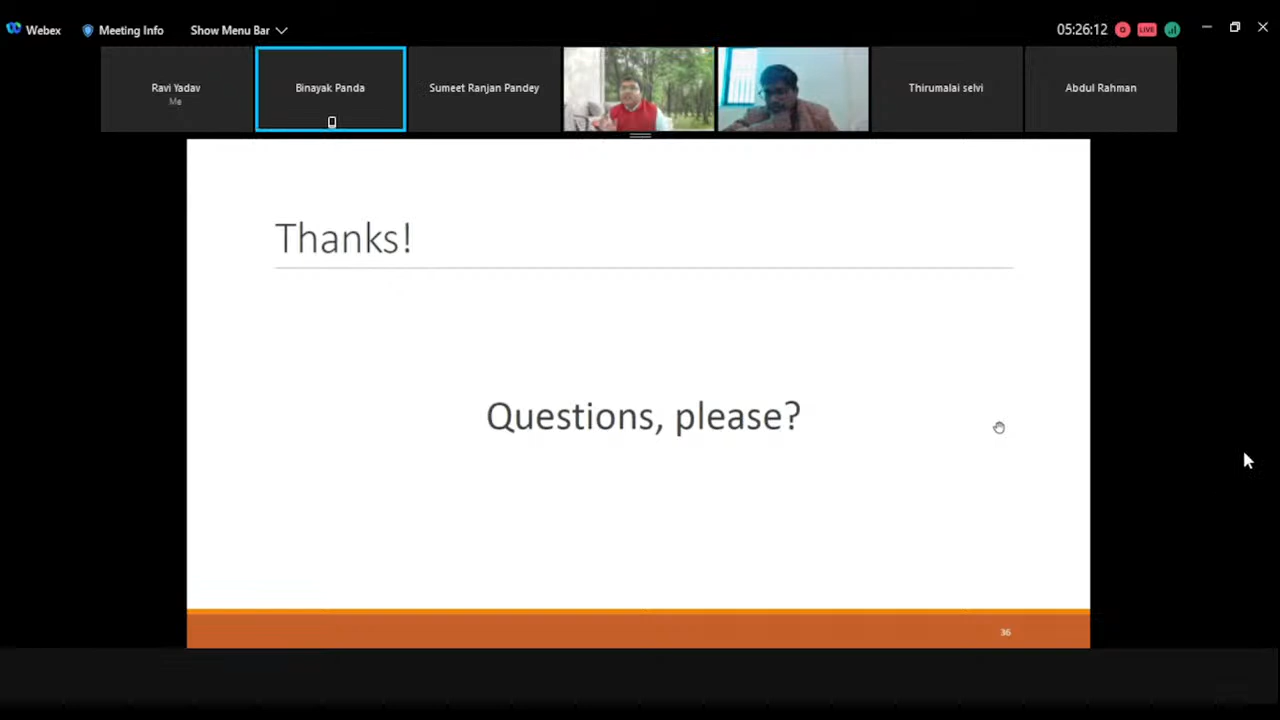 Webex
Meeting Info
Show Menu Bar
05:26:12
LIVE
Ravi Yadav
Me
Binayak Panda
Sumeet Ranjan Pandey
Thirumalai selvi
Abdul Rahman
Thanks!
Questions, please?
36